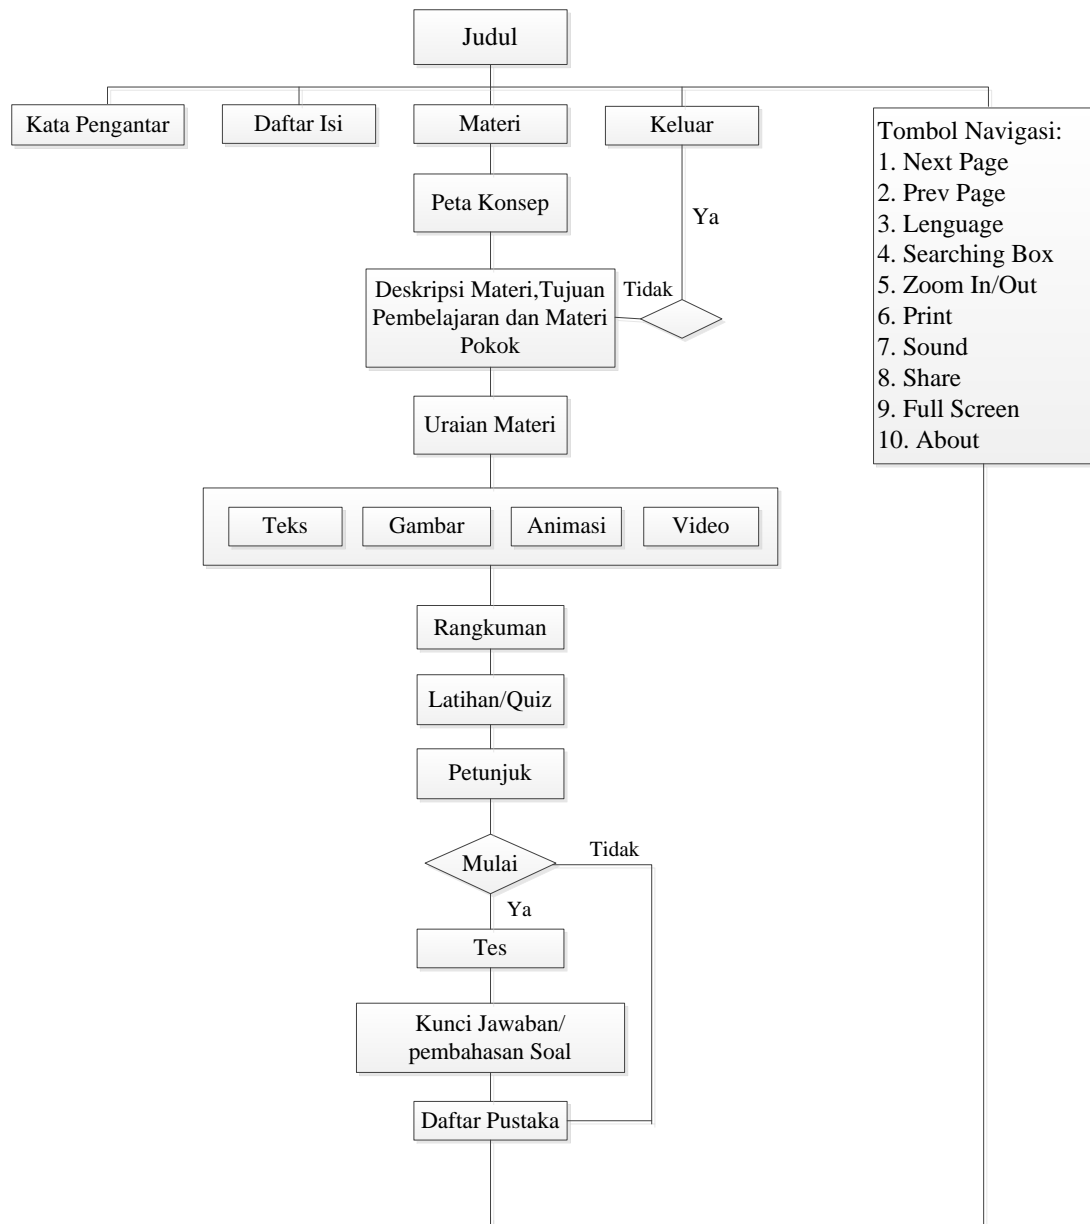 Judul
Kata Pengantar
Daftar Isi
Materi
Keluar
Tombol Navigasi:
1. Next Page
2. Prev Page
3. Lenguage
4. Searching Box
5. Zoom In/Out
6. Print
7. Sound
8. Share
9. Full Screen
10. About
Peta Konsep
Ya
Deskripsi Materi,Tujuan
Pembelajaran dan Materi
Pokok
Tidak
Uraian Materi
Teks
Gambar
Animasi
Video
Rangkuman
Latihan/Quiz
Petunjuk
Mulai
Tidak
Ya
Tes
Kunci Jawaban/
pembahasan Soal
Daftar Pustaka